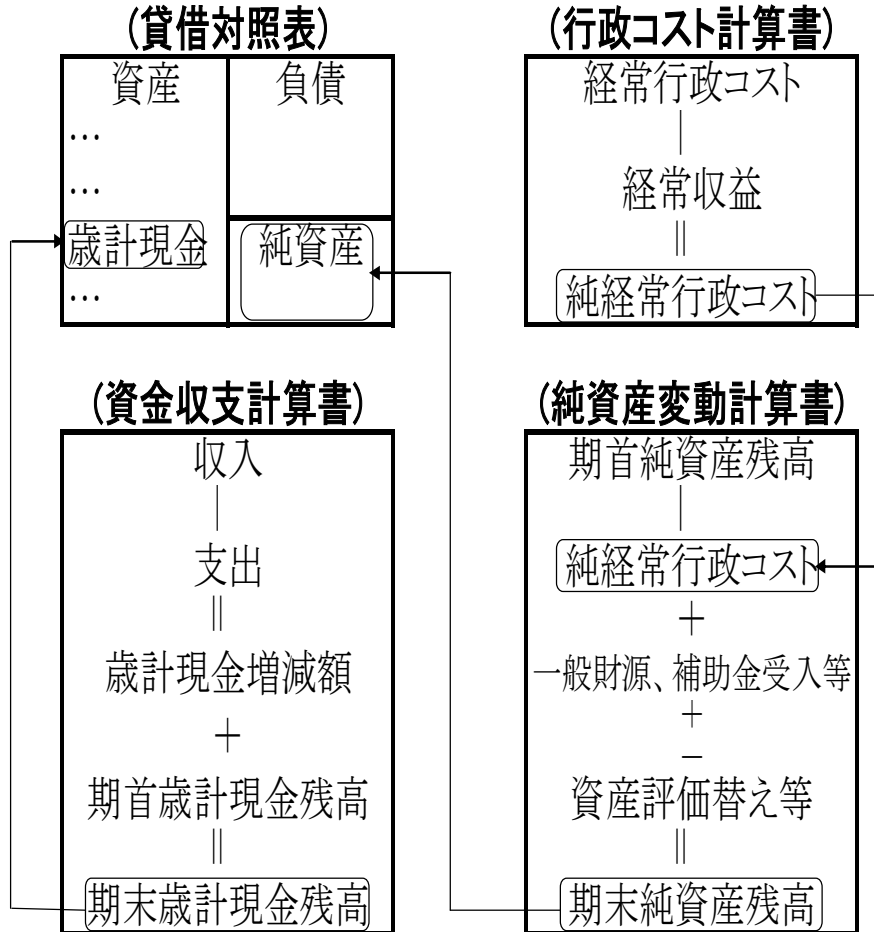 (貸借対照表)
資産
負債
…
…
歳計現金
純資産
…
(行政コスト計算書)
経常行政コスト
|
経常収益
||
純経常行政コスト
(資金収支計算書)
収入
|
支出
||
歳計現金増減額
+
期首歳計現金残高
||
期末歳計現金残高
(純資産変動計算書)
期首純資産残高
|
純経常行政コスト
+
一般財源、補助金受入等
+
−
資産評価替え等
||
期末純資産残高